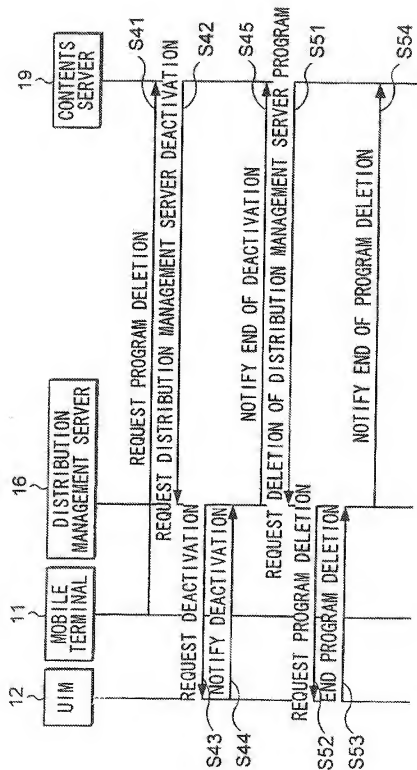 12
UIM
11
MOBILE
TERMINAL
16
DISTRIBUTION
MANAGEMENT SERVER
19
CONTENTS
SERVER
REQUEST PROGRAM DELETION
S41
REQUEST DISTRIBUTION MANAGEMENT SERVER DEACTIVATION
S42
REQUEST DEACTIVATION
S43
NOTIFY DEACTIVATION
S44
NOTIFY END OF DEACTIVATION
S45
REQUEST DELETION OF DISTRIBUTION MANAGEMENT SERVER PROGRAM
S51
REQUEST PROGRAM DELETION
S52
END PROGRAM DELETION
S53
NOTIFY END OF PROGRAM DELETION
S54